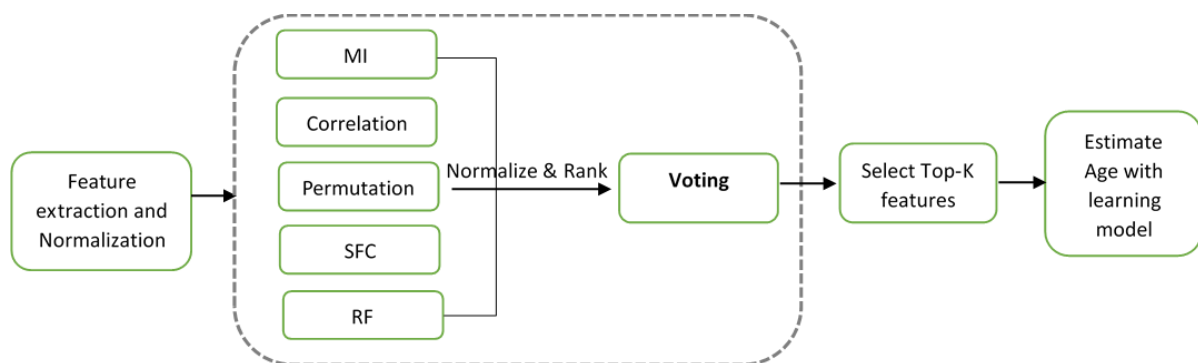 Feature
extraction and
Normalization
MI
Correlation
Permutation
SFC
RF
Normalize & Rank
Voting
Select Top-K
features
Estimate
Age with
learning
model